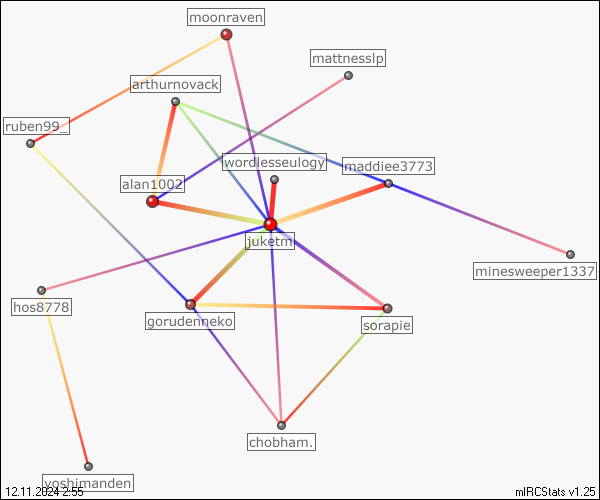 moonraven
mattnesslp
arthurnovack
ruben99_
wordlesseulogy
maddiee3773
alan1002
juketm
minesweeper1337
hos8778
gorudenneko
sorapie
chobham.
yoshimanden
12.11.2024 2:55
mIRCStats v1.25